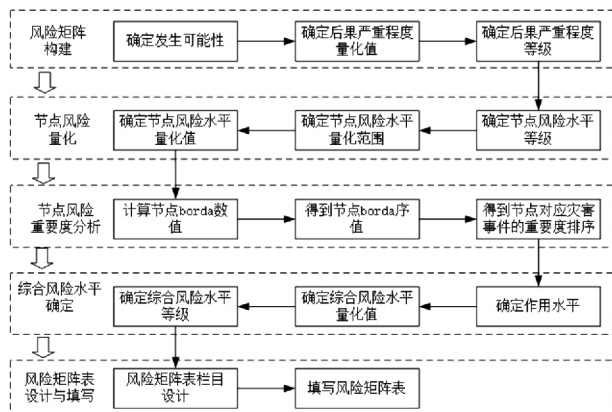 风险矩阵
构建
确定发生可能性
确定后果严重程度
量化值
确定后果严重程度
等级
节点风险
量化
确定节点风险水平
量化值
确定节点风险水平
量化范围
确定节点风险水平
等级
节点风险
重要度分析
计算节点borda数
值
得到节点borda序
值
得到节点对应灾害
事件的重要度排序
综合风险水平
确定
确定综合风险水平
等级
确定综合风险水平
量化值
确定作用水平
风险矩阵表
设计与填写
风险矩阵表栏目
设计
填写风险矩阵表